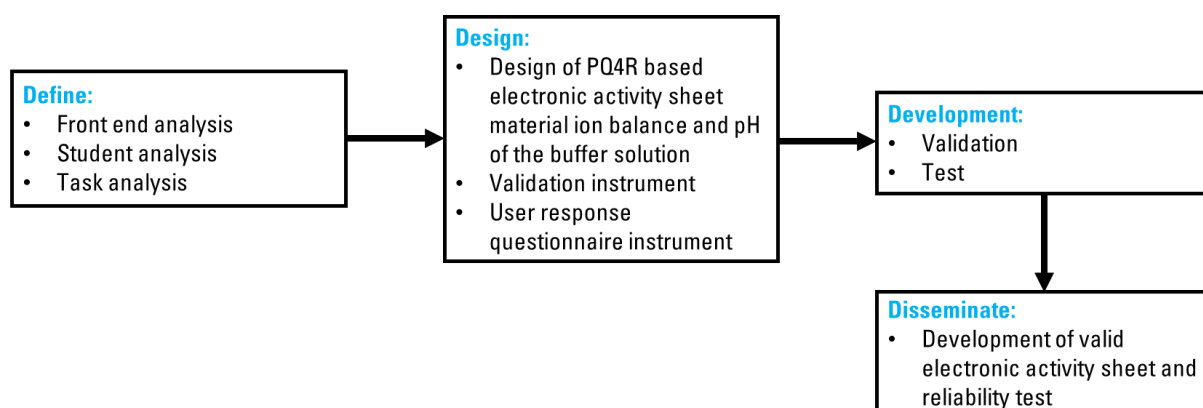 Define:
• Front end analysis
• Student analysis
• Task analysis
Design:
• Design of PQ4R based
electronic activity sheet
material ion balance and pH
of the buffer solution
• Validation instrument
• User response
questionnaire instrument
Development:
• Validation
• Test
Disseminate:
• Development of valid
electronic activity sheet and
reliability test